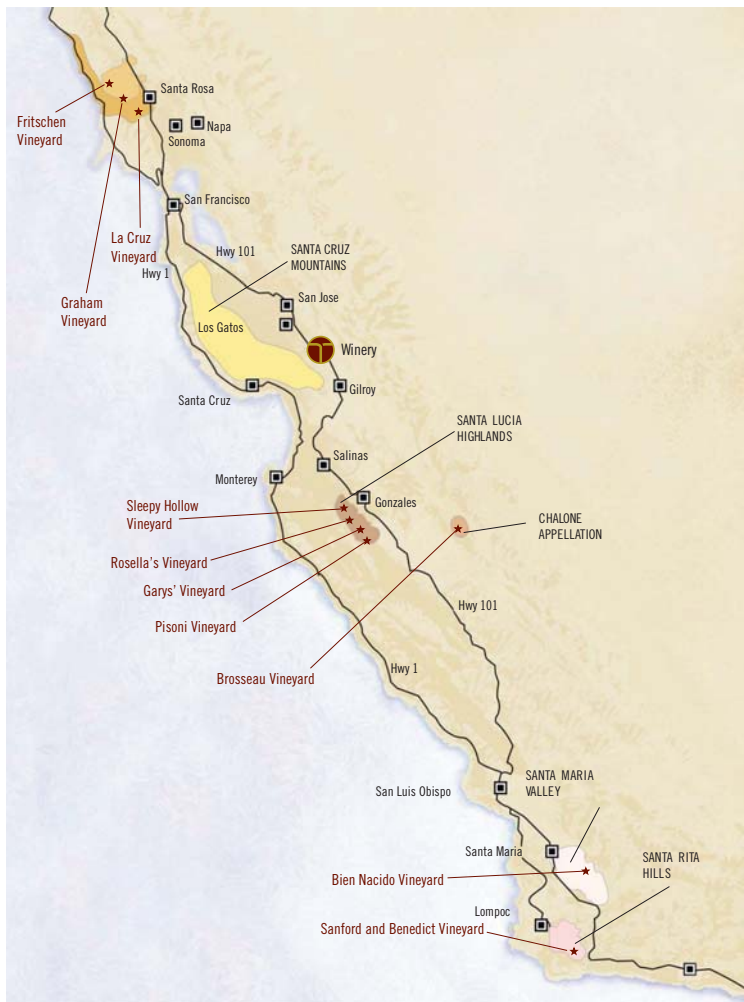 Santa Rosa
Fritschen
Vineyard
Napa
Sonoma
San Francisco
La Cruz
Vineyard
Hwy 101
SANTA CRUZ
MOUNTAINS
Hwy 1
Graham
Vineyard
San Jose
Los Gatos
Winery
Gilroy
Santa Cruz
SANTA LUCIA
HIGHLANDS
Salinas
Monterey
Sleepy Hollow
Vineyard
Gonzales
CHALONE
APPELLATION
Rosella's Vineyard
Garys' Vineyard
Hwy 101
Pisoni Vineyard
Hwy 1
Brosseau Vineyard
San Luis Obispo
SANTA MARIA
VALLEY
Santa Maria
SANTA RITA
HILLS
Bien Nacido Vineyard
Lompoc
Sanford and Benedict Vineyard